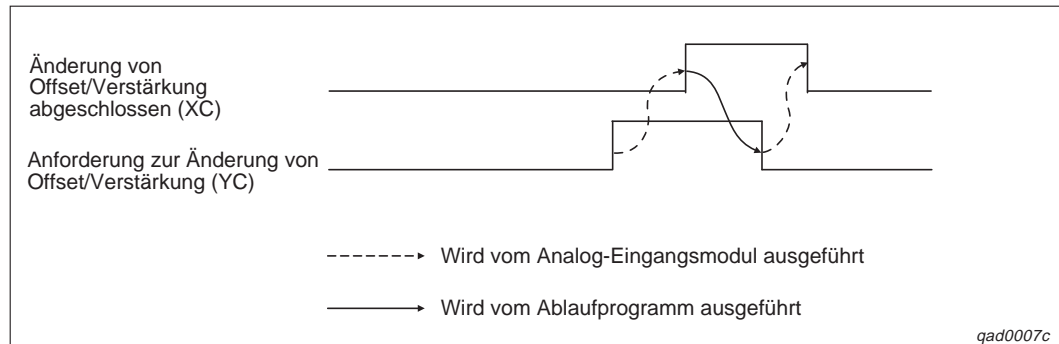 Änderung von
Offset/Verstärkung
abgeschlossen (XC)
Anforderung zur Änderung von
Offset/Verstärkung (YC)
Wird vom Analog-Eingangsmodul ausgeführt
Wird vom Ablaufprogramm ausgeführt
qad0007c